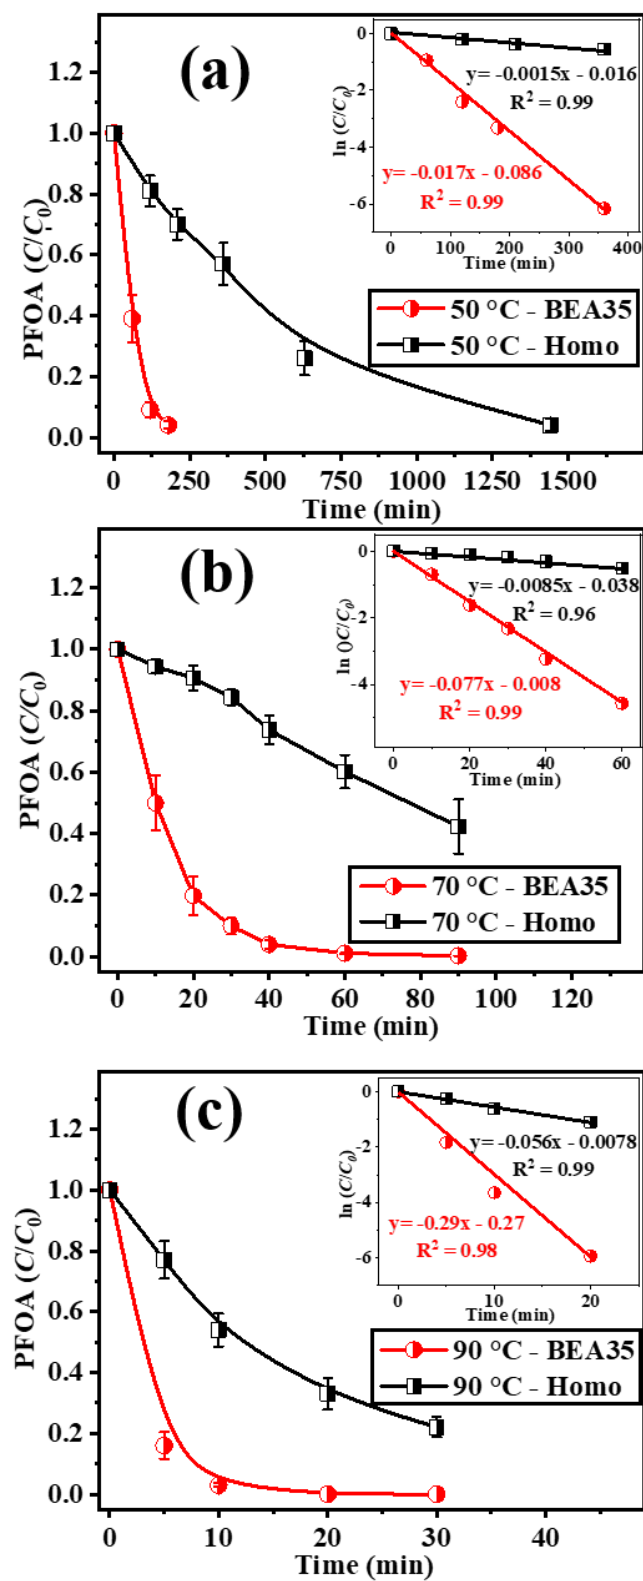 (a)
PFOA (C/C0)
1.2
1.0
0.8
0.6
0.4
0.2
0.0
0 250 500 750 1000 1250 1500
Time (min)
ln (C/C0)
0
-2
-4
-6
0 100 200 300 400
Time (min)
y= -0.0015x - 0.016
R2 = 0.99
y= -0.017x - 0.086
R2 = 0.99
50 °C - BEA35
50 °C - Homo
(b)
PFOA (C/C0)
1.2
1.0
0.8
0.6
0.4
0.2
0.0
0 20 40 60 80 100 120
Time (min)
ln ()C/C0)
0
-2
-4
0 20 40 60
Time (min)
y= -0.0085x - 0.038
R2 = 0.96
y= -0.077x - 0.008
R2 = 0.99
70 °C - BEA35
70 °C - Homo
(c)
PFOA (C/C0)
1.2
1.0
0.8
0.6
0.4
0.2
0.0
0 10 20 30 40
Time (min)
ln (C/C0)
0
-2
-4
-6
0 10 20
Time (min)
y= -0.056x - 0.0078
R2 = 0.99
y= -0.29x - 0.27
R2 = 0.98
90 °C - BEA35
90 °C - Homo